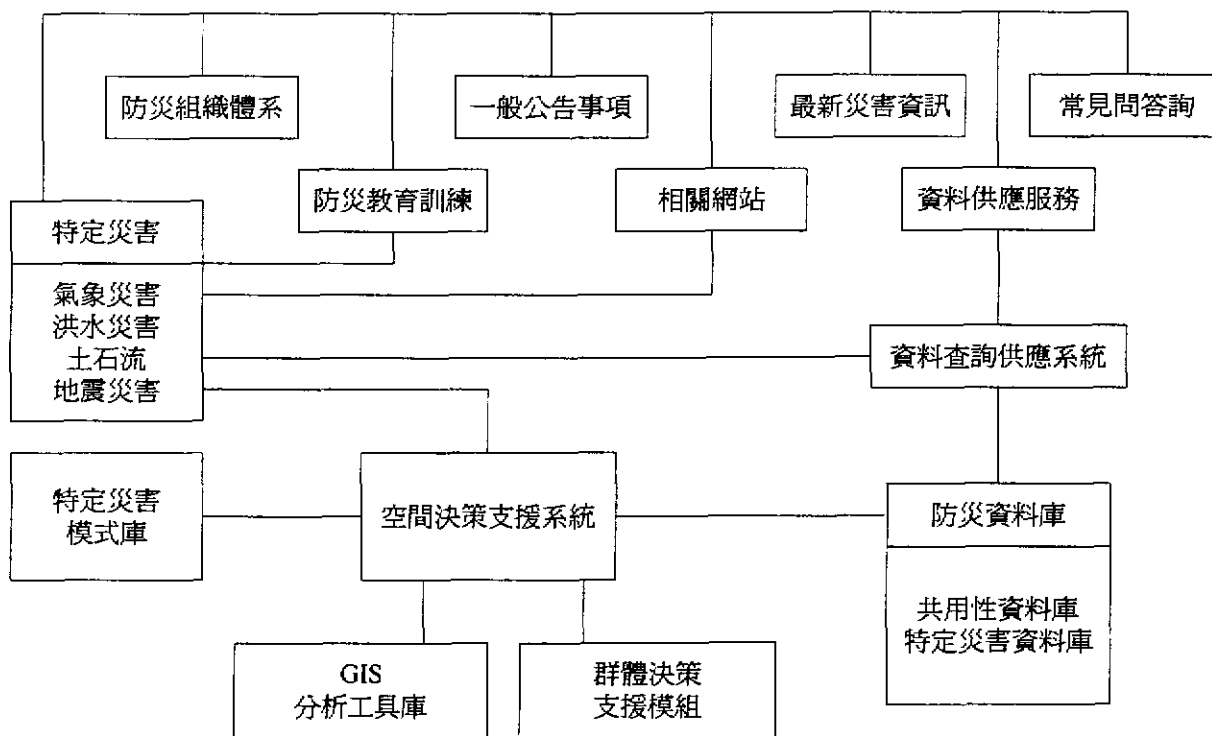 防災組織體系
一般公告事項
最新災害資訊
常見問答詢
防災教育訓練
相關網站
資料供應服務
特定災害
氣象災害
洪水災害
土石流
地震災害
資料查詢供應系統
特定災害
模式庫
空間決策支援系統
防災資料庫
共用性資料庫
特定災害資料庫
GIS
分析工具庫
群體決策
支援模組